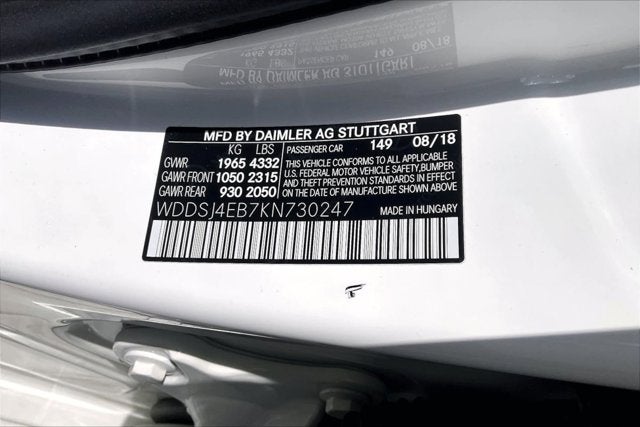 MFD BY DAIMLER AG STUTTGART
KG LBS PASSENGER CAR 149 08/18
GVWR 1965 4332 THIS VEHICLE CONFORMS TO ALL APPLICABLE
GAWR FRONT 1050 2315 U.S. FEDERAL MOTOR VEHICLE SAFETY, BUMPER,
GAWR REAR 930 2050 AND THEFT PREVENTION STANDARDS IN EFFECT
ON THE DATE OF MANUFACTURE SHOWN ABOVE
WDDSJ4EB7KN730247 MADE IN HUNGARY